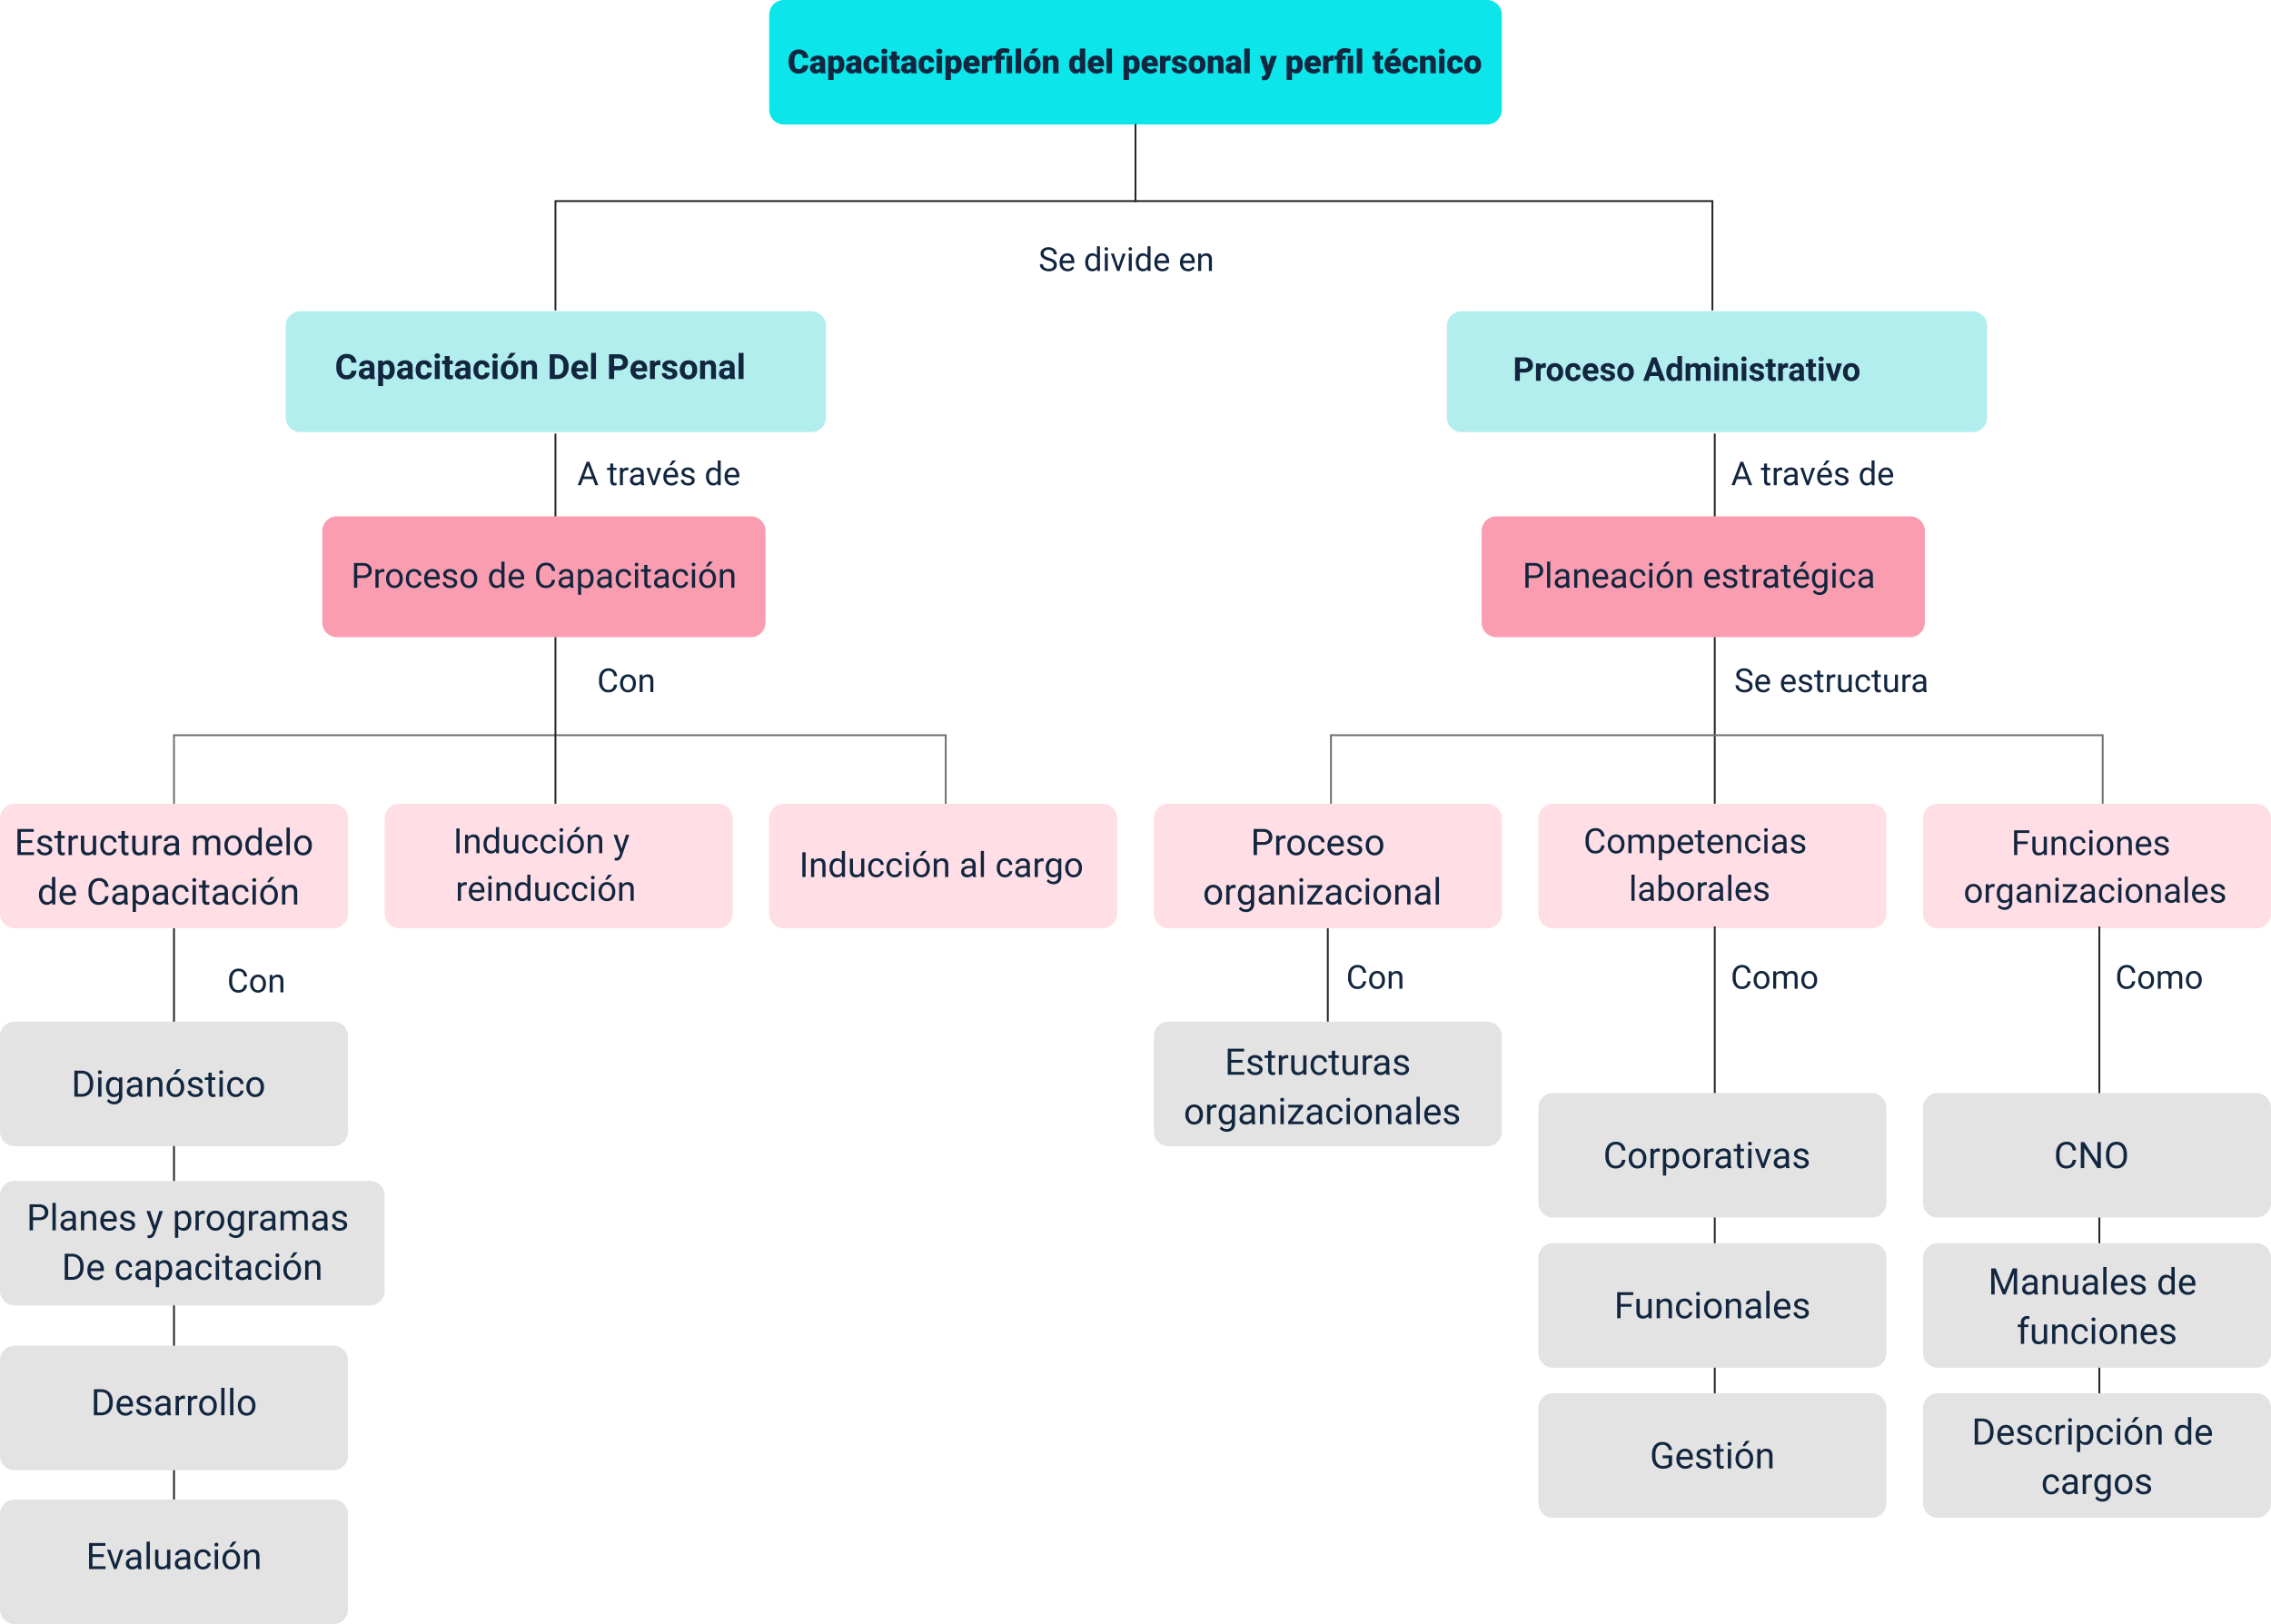 Capacitaciperfilón del personal y perfil técnico
Se divide en
Capacitación Del Personal
Proceso Administrativo
A través de
A través de
Proceso de Capacitación
Planeación estratégica
Con
Se estructura
Estructura modelo
de Capacitación
Inducción y
reinducción
Inducción al cargo
Proceso
organizacional
Competencias
laborales
Funciones
organizacionales
Con
Con
Como
Como
Diganóstico
Estructuras
organizacionales
Corporativas
CNO
Planes y programas
De capacitación
Funcionales
Manuales de
funciones
Desarrollo
Gestión
Descripción de
cargos
Evaluación